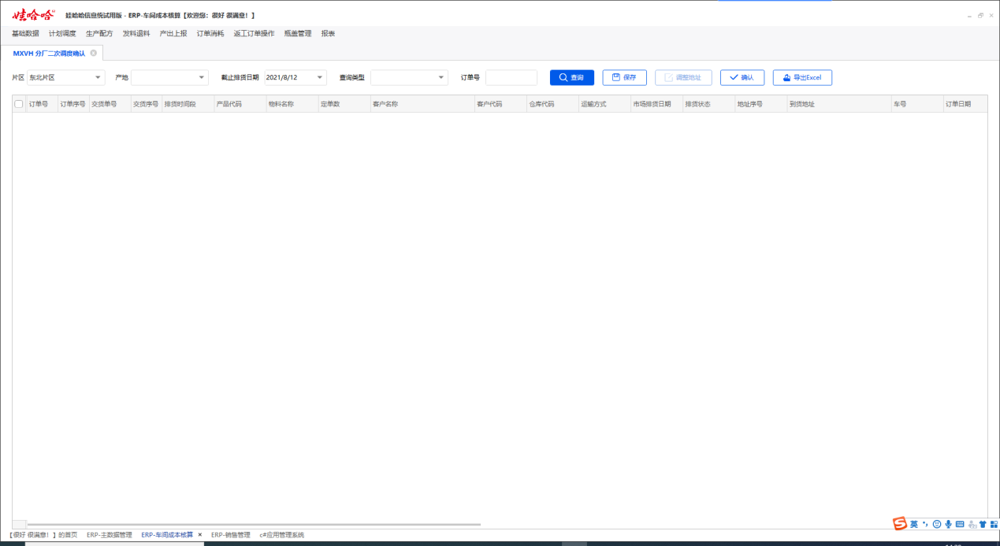 娃哈哈 娃哈哈信息统试用版 - ERP-车间成本核算【欢迎您：很好 很满意！】
基础数据 计划调度 生产配方 发料退料 产出上报 订单消耗 返工订单操作 瓶盖管理 报表
MXVH 分厂二次调度确认
片区 东北片区 产地 截止排货日期 2021/8/12 查询类型 订单号 查询 保存 调整地址 确认 导出Excel
订单号 订单序号 交货单号 交货序号 排货时间段 产品代码 物料名称 定单数 客户名称 客户代码 仓库代码 运输方式 市场排货日期 排货状态 地址序号 到货地址 车号 订单日期
英
【很好 很满意！】的首页 ERP-主数据管理 ERP-车间成本核算 × ERP-销售管理 c#应用管理系统